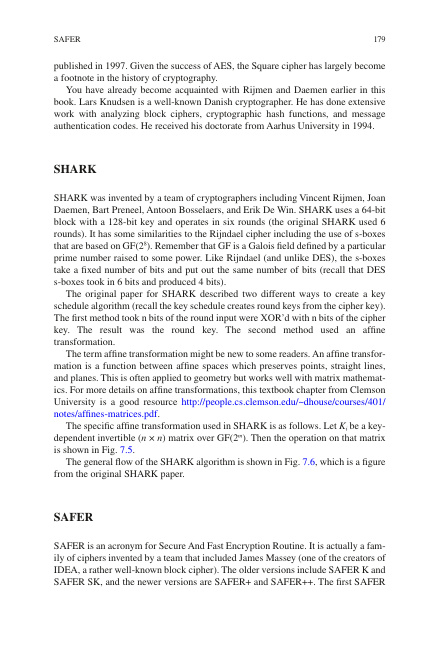 SAFER 179
published in 1997. Given the success of AES, the Square cipher has largely become
a footnote in the history of cryptography.
You have already become acquainted with Rijmen and Daemen earlier in this
book. Lars Knudsen is a well-known Danish cryptographer. He has done extensive
work with analyzing block ciphers, cryptographic hash functions, and message
authentication codes. He received his doctorate from Aarhus University in 1994.
SHARK
SHARK was invented by a team of cryptographers including Vincent Rijmen, Joan
Daemen, Bart Preneel, Antoon Bosselaers, and Erik De Win. SHARK uses a 64-bit
block with a 128-bit key and operates in six rounds (the original SHARK used 6
rounds). It has some similarities to the Rijndael cipher including the use of s-boxes
that are based on GF(2⁸). Remember that GF is a Galois field defined by a particular
prime number raised to some power. Like Rijndael (and unlike DES), the s-boxes
take a fixed number of bits and put out the same number of bits (recall that DES
s-boxes took in 6 bits and produced 4 bits).
The original paper for SHARK described two different ways to create a key
schedule algorithm (recall the key schedule creates round keys from the cipher key).
The first method took n bits of the round input were XOR'd with n bits of the cipher
key. The result was the round key. The second method used an affine
transformation.
The term affine transformation might be new to some readers. An affine transfor-
mation is a function between affine spaces which preserves points, straight lines,
and planes. This is often applied to geometry but works well with matrix mathemat-
ics. For more details on affine transformations, this textbook chapter from Clemson
University is a good resource http://people.cs.clemson.edu/~dhouse/courses/401/
notes/affines-matrices.pdf.
The specific affine transformation used in SHARK is as follows. Let Kᵢ be a key-
dependent invertible (n × n) matrix over GF(2ᵐ). Then the operation on that matrix
is shown in Fig. 7.5.
The general flow of the SHARK algorithm is shown in Fig. 7.6, which is a figure
from the original SHARK paper.
SAFER
SAFER is an acronym for Secure And Fast Encryption Routine. It is actually a fam-
ily of ciphers invented by a team that included James Massey (one of the creators of
IDEA, a rather well-known block cipher). The older versions include SAFER K and
SAFER SK, and the newer versions are SAFER+ and SAFER++. The first SAFER